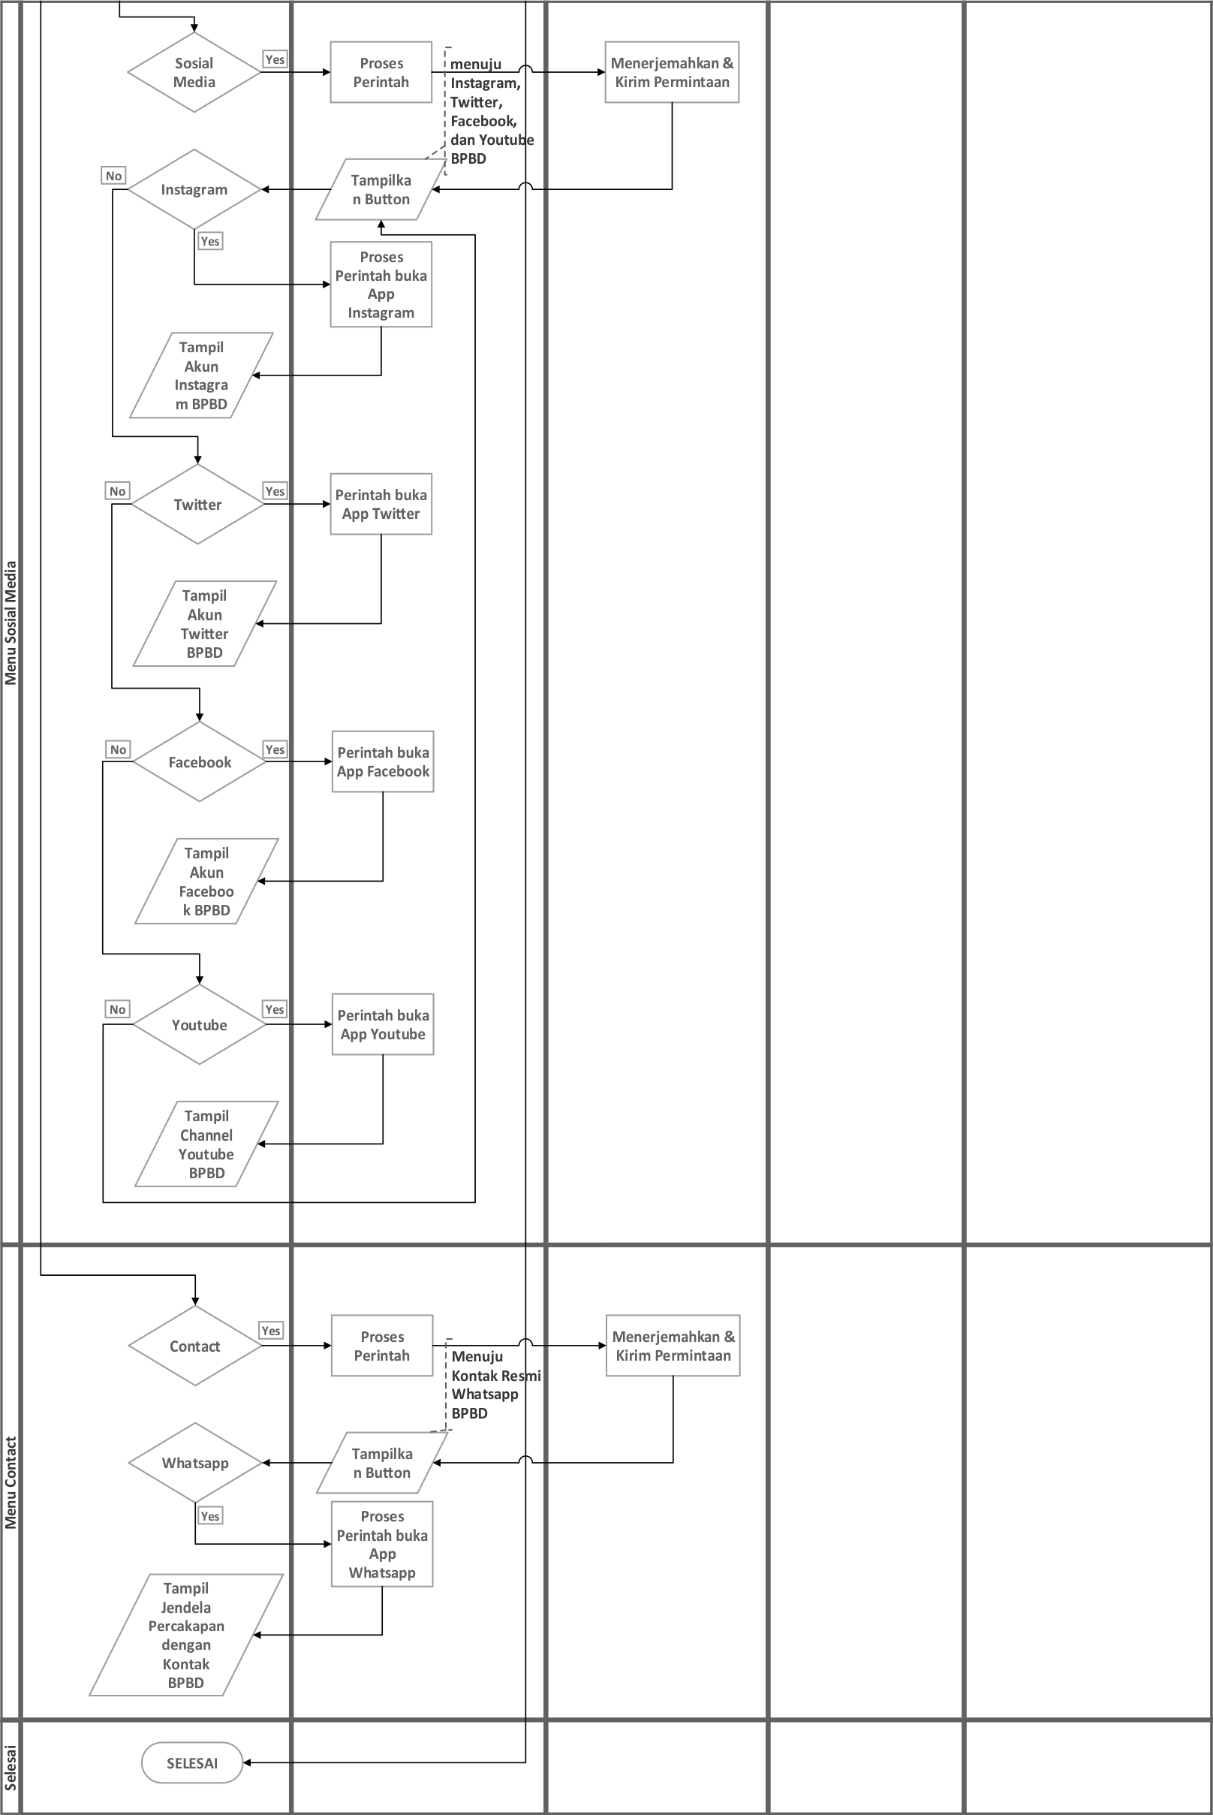 Menu Sosial Media
Sosial
Media
Yes
Proses
Perintah
menuju
Instagram,
Twitter,
Facebook,
dan Youtube
BPBD
Menerjemahkan &
Kirim Permintaan
No
Instagram
Tampilka
n Button
Yes
Proses
Perintah buka
App
Instagram
Tampil
Akun
Instagra
m BPBD
No
Twitter
Yes
Perintah buka
App Twitter
Tampil
Akun
Twitter
BPBD
No
Facebook
Yes
Perintah buka
App Facebook
Tampil
Akun
Faceboo
k BPBD
No
Youtube
Yes
Perintah buka
App Youtube
Tampil
Channel
Youtube
BPBD
Menu Contact
Contact
Yes
Proses
Perintah
Menuju
Kontak Resmi
Whatsapp
BPBD
Menerjemahkan &
Kirim Permintaan
Whatsapp
Tampilka
n Button
Yes
Proses
Perintah buka
App
Whatsapp
Tampil
Jendela
Percakapan
dengan
Kontak
BPBD
Selesai
SELESAI